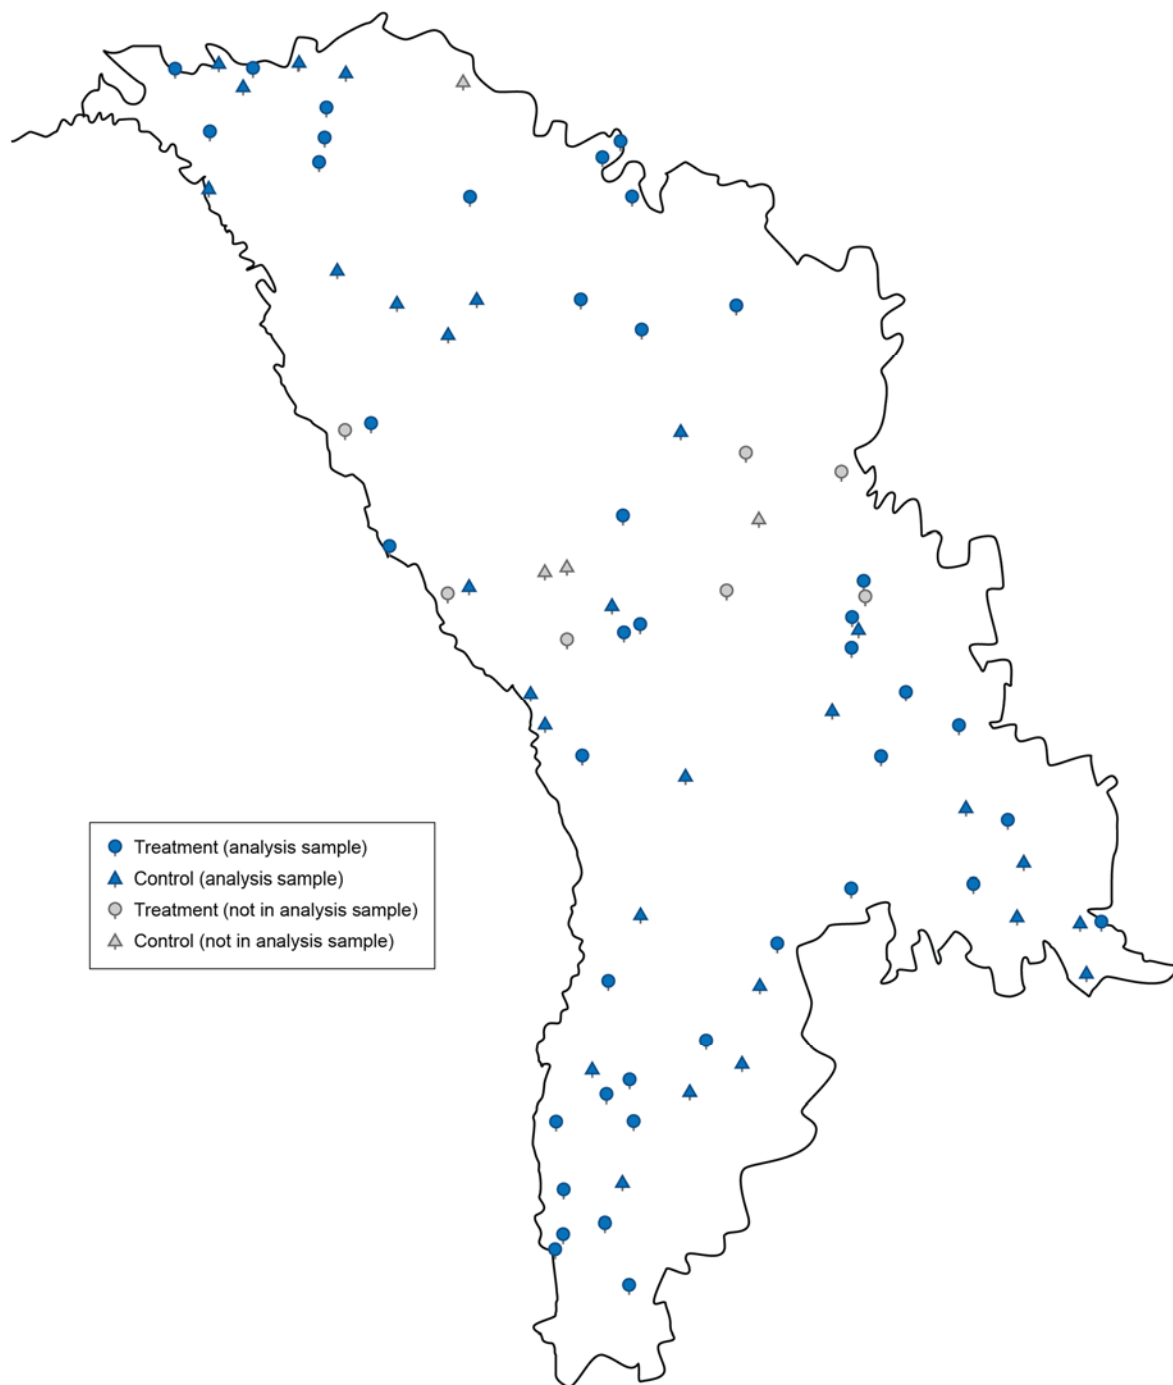 Treatment (analysis sample)
Control (analysis sample)
Treatment (not in analysis sample)
Control (not in analysis sample)